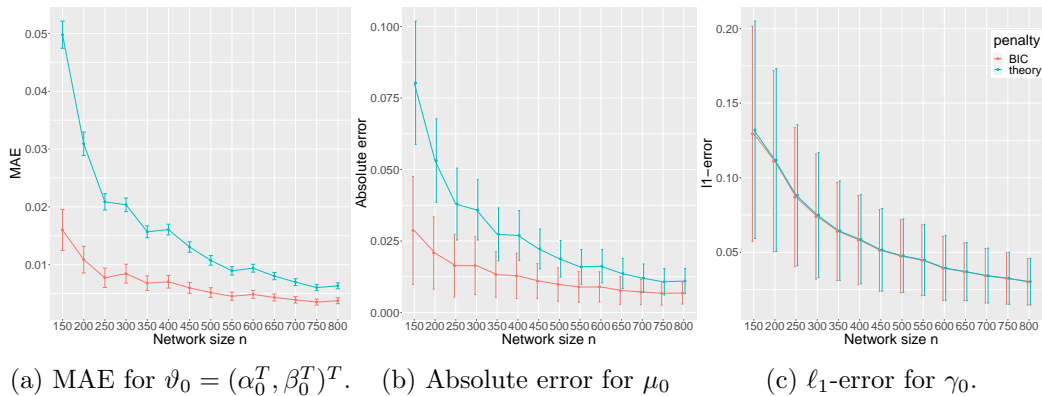 0.05
0.04
0.03
0.02
0.01
MAE
150 200 250 300 350 400 450 500 550 600 650 700 750 800
Network size n
0.100
0.075
0.050
0.025
0.000
Absolute error
150 200 250 300 350 400 450 500 550 600 650 700 750 800
Network size n
0.20
0.15
0.10
0.05
l1−error
150 200 250 300 350 400 450 500 550 600 650 700 750 800
Network size n
penalty
BIC
theory
(a) MAE for ϑ₀ = (α₀ᵀ, β₀ᵀ)ᵀ.
(b) Absolute error for μ₀
(c) ℓ₁-error for γ₀.